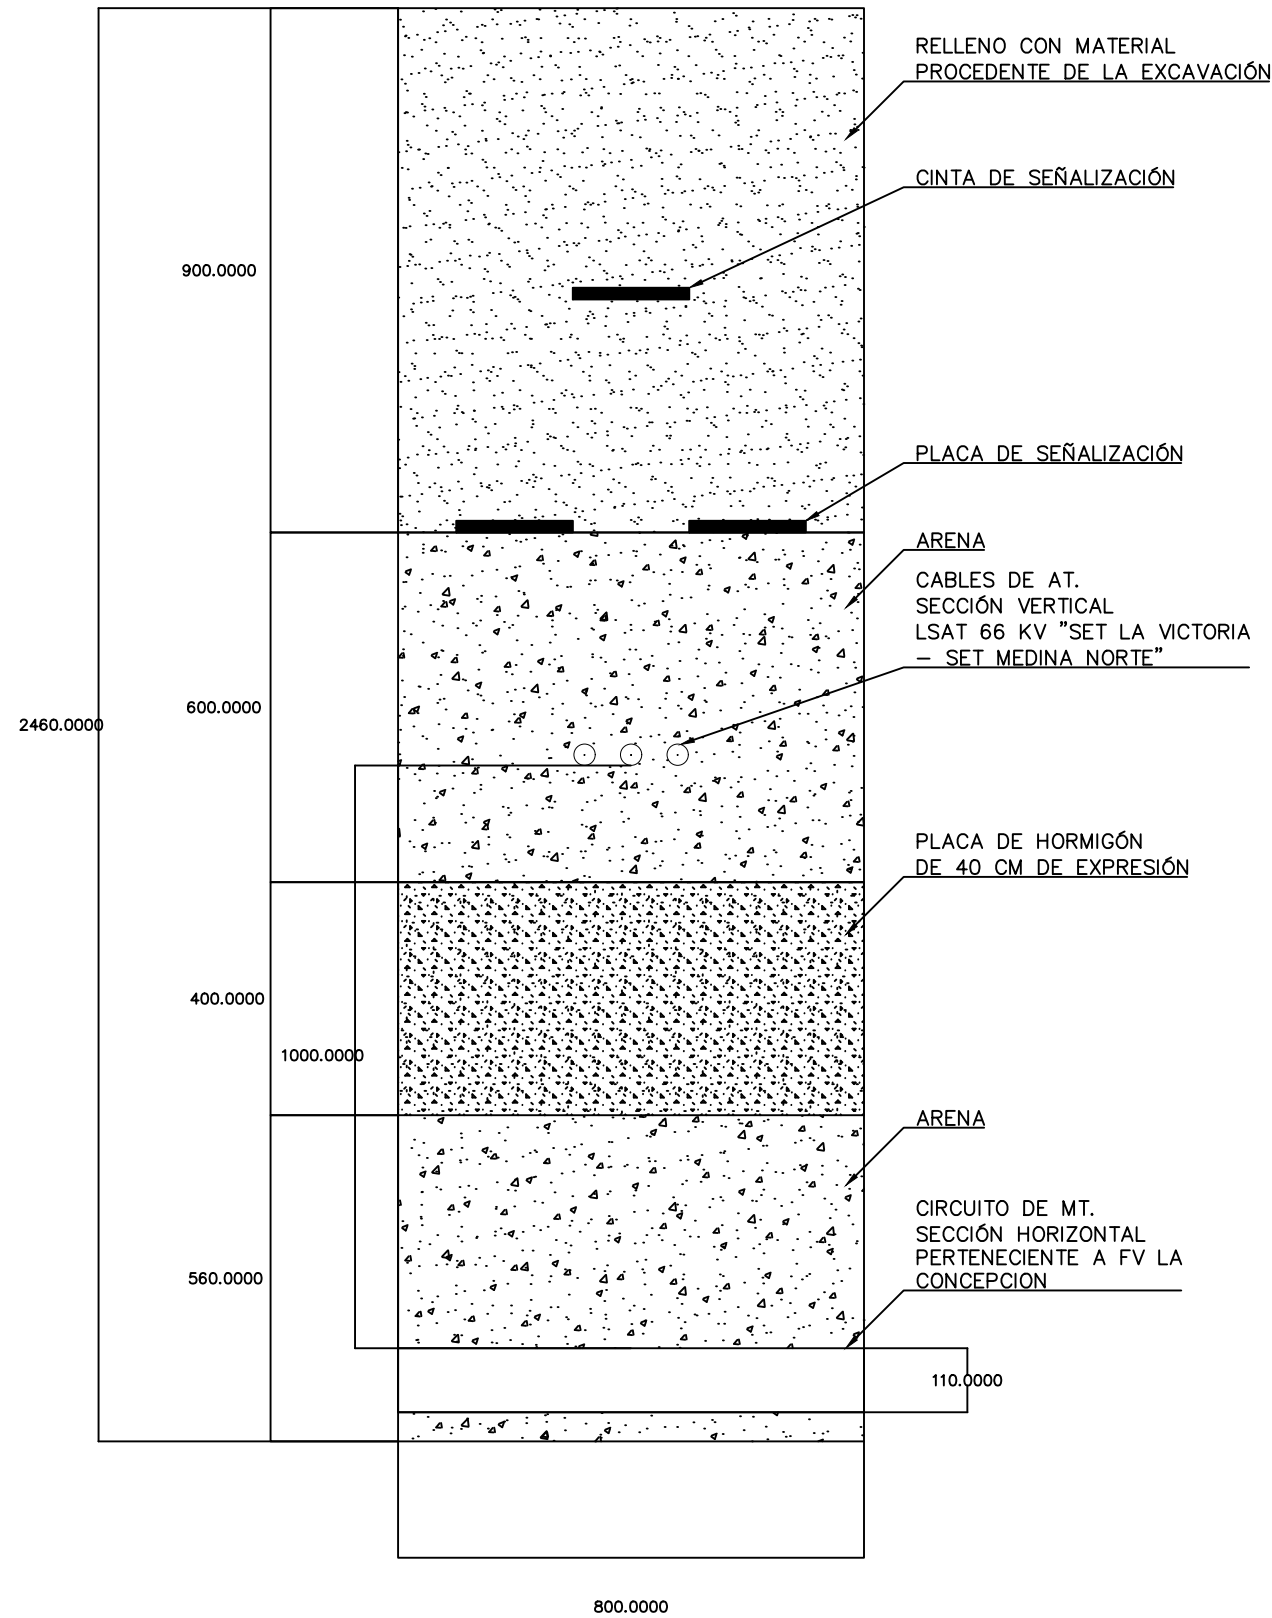 RELLENO CON MATERIAL
PROCEDENTE DE LA EXCAVACIÓN
CINTA DE SEÑALIZACIÓN
900.0000
PLACA DE SEÑALIZACIÓN
ARENA
CABLES DE AT.
SECCIÓN VERTICAL
LSAT 66 KV "SET LA VICTORIA
– SET MEDINA NORTE"
600.0000
2460.0000
PLACA DE HORMIGÓN
DE 40 CM DE EXPRESIÓN
400.0000
1000.0000
ARENA
CIRCUITO DE MT.
SECCIÓN HORIZONTAL
PERTENECIENTE A FV LA
CONCEPCION
560.0000
110.0000
800.0000